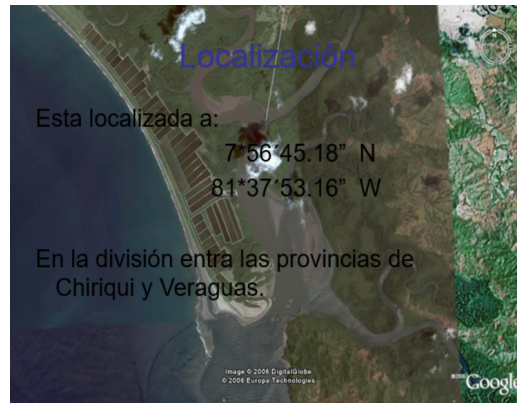 Localización
Esta localizada a:
7*56´45.18” N
81*37´53.16” W
En la división entra las provincias de
Chiriqui y Veraguas.
Image © 2006 DigitalGlobe
© 2006 Europa Technologies
Google